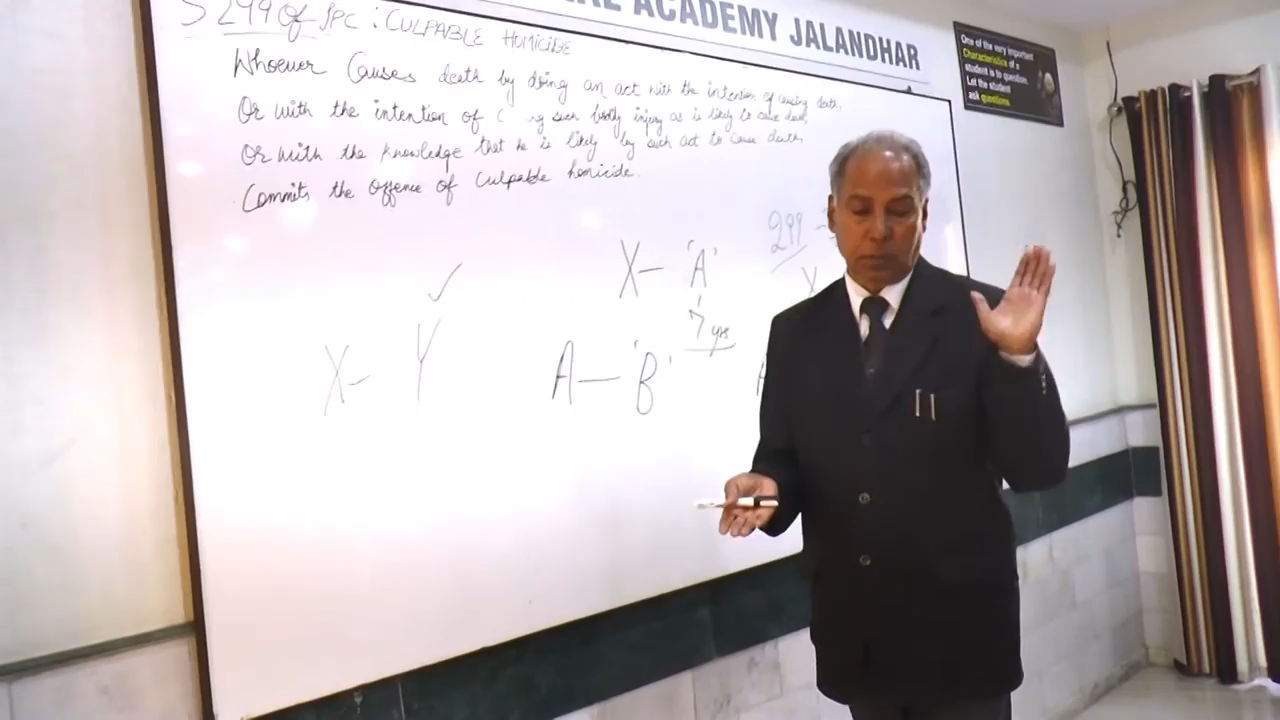 ACADEMY JALANDHAR
S 299 of IPC : CULPABLE HOMICIDE
Whoever Causes death by doing an act with the intention of causing death,
Or with the intention of such bodily injury as is likely to cause death,
Or with the knowledge that he is likely by such act to cause death,
Commits the offence of Culpable homicide.
One of the very important
Characteristics of a
student is to question.
Let the student
ask questions
299
X - 'A'
X
7 yrs
X - Y
A - 'B'
A